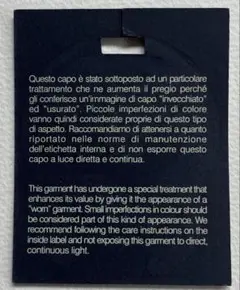 Questo capo è stato sottoposto ad un particolare
trattamento che ne aumenta il pregio perché
gli conferisce un'immagine di capo "invecchiato"
ed "usurato". Piccole imperfezioni di colore
vanno quindi considerate proprie di questo tipo
di aspetto. Raccomandiamo di attenersi a quanto
riportato nelle norme di manutenzione
dell'etichetta interna e di non esporre questo
capo a luce diretta e continua.
This garment has undergone a special treatment that
enhances its value by giving it the appearance of a
"worn" garment. Small imperfections in colour should
be considered part of this kind of appearance. We
recommend following the care instructions on the
inside label and not exposing this garment to direct,
continuous light.